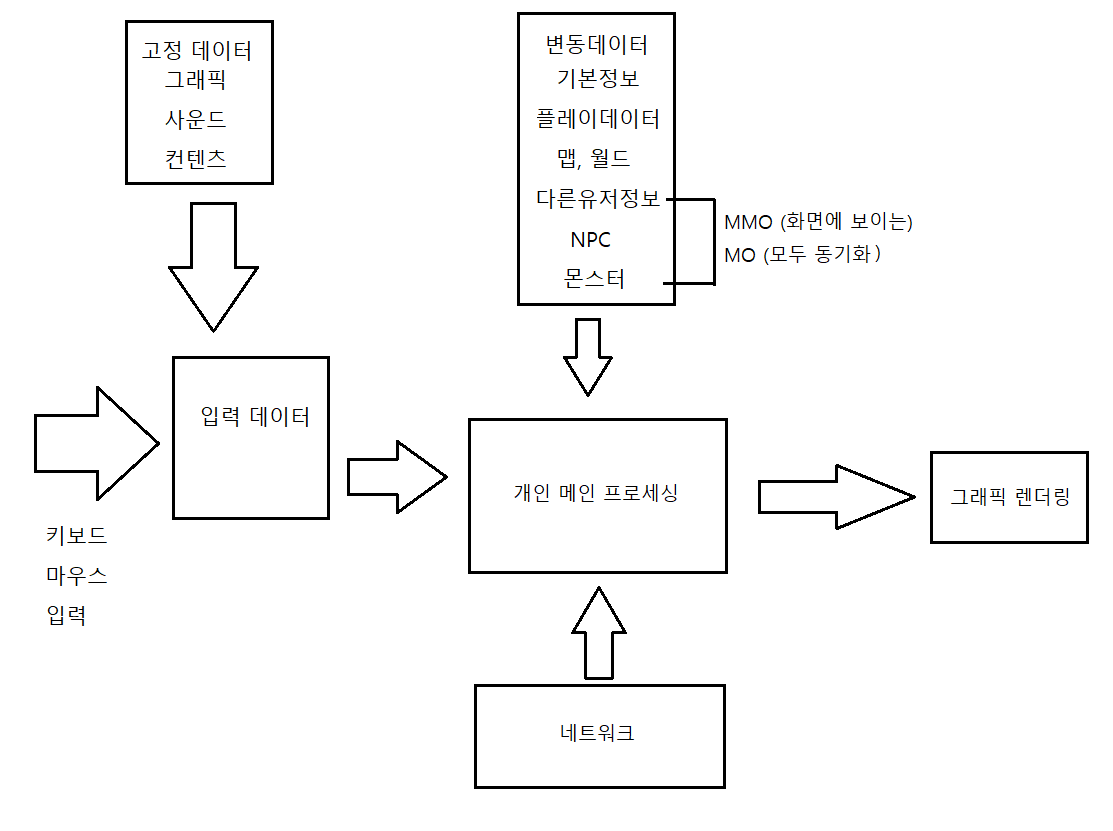 고정 데이터
그래픽
사운드
컨텐츠
변동데이터
기본정보
플레이데이터
맵, 월드
다른유저정보
NPC
몬스터
MMO (화면에 보이는)
MO (모두 동기화)
입력 데이터
키보드
마우스
입력
개인 메인 프로세싱
그래픽 렌더링
네트워크